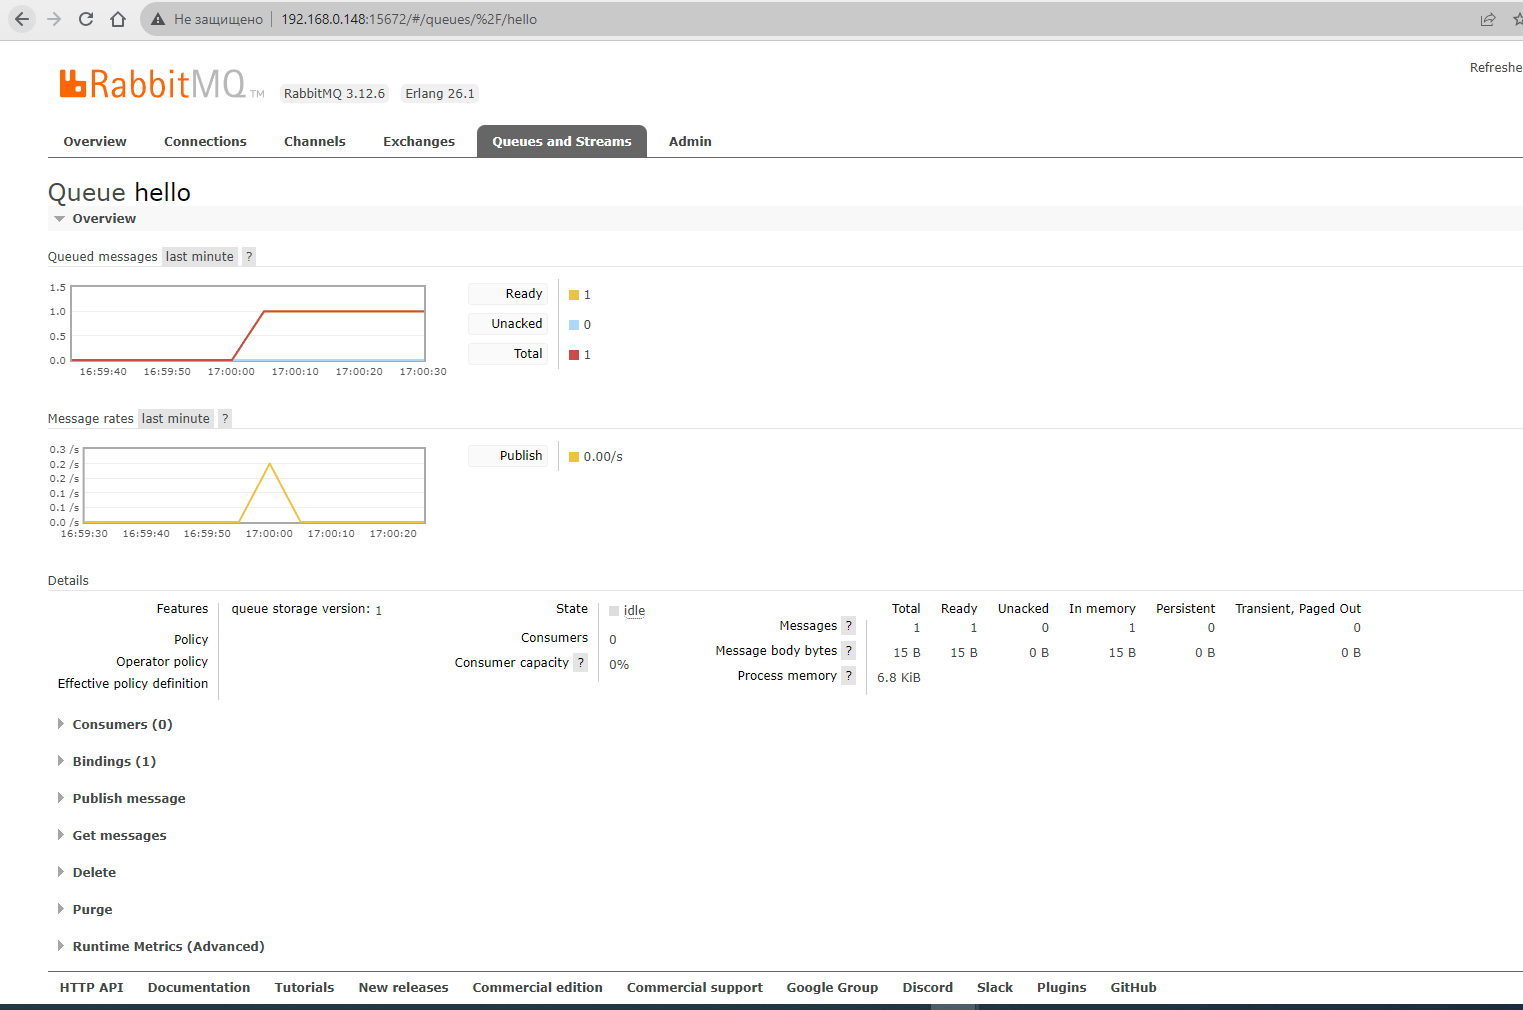 Не защищено 192.168.0.148:15672/#/queues/%2F/hello
Refreshe
RabbitMQ TM RabbitMQ 3.12.6 Erlang 26.1
Overview Connections Channels Exchanges Queues and Streams Admin
Queue hello
Overview
Queued messages last minute ?
1.5
1.0
0.5
0.0
16:59:40 16:59:50 17:00:00 17:00:10 17:00:20 17:00:30
Ready 1
Unacked 0
Total 1
Message rates last minute ?
0.3 /s
0.2 /s
0.2 /s
0.1 /s
0.1 /s
0.0 /s
16:59:30 16:59:40 16:59:50 17:00:00 17:00:10 17:00:20
Publish 0.00/s
Details
Features queue storage version: 1
Policy
Operator policy
Effective policy definition
State idle
Consumers 0
Consumer capacity ? 0%
Total Ready Unacked In memory Persistent Transient, Paged Out
Messages ? 1 1 0 1 0 0
Message body bytes ? 15 B 15 B 0 B 15 B 0 B 0 B
Process memory ? 6.8 KiB
Consumers (0)
Bindings (1)
Publish message
Get messages
Delete
Purge
Runtime Metrics (Advanced)
HTTP API Documentation Tutorials New releases Commercial edition Commercial support Google Group Discord Slack Plugins GitHub